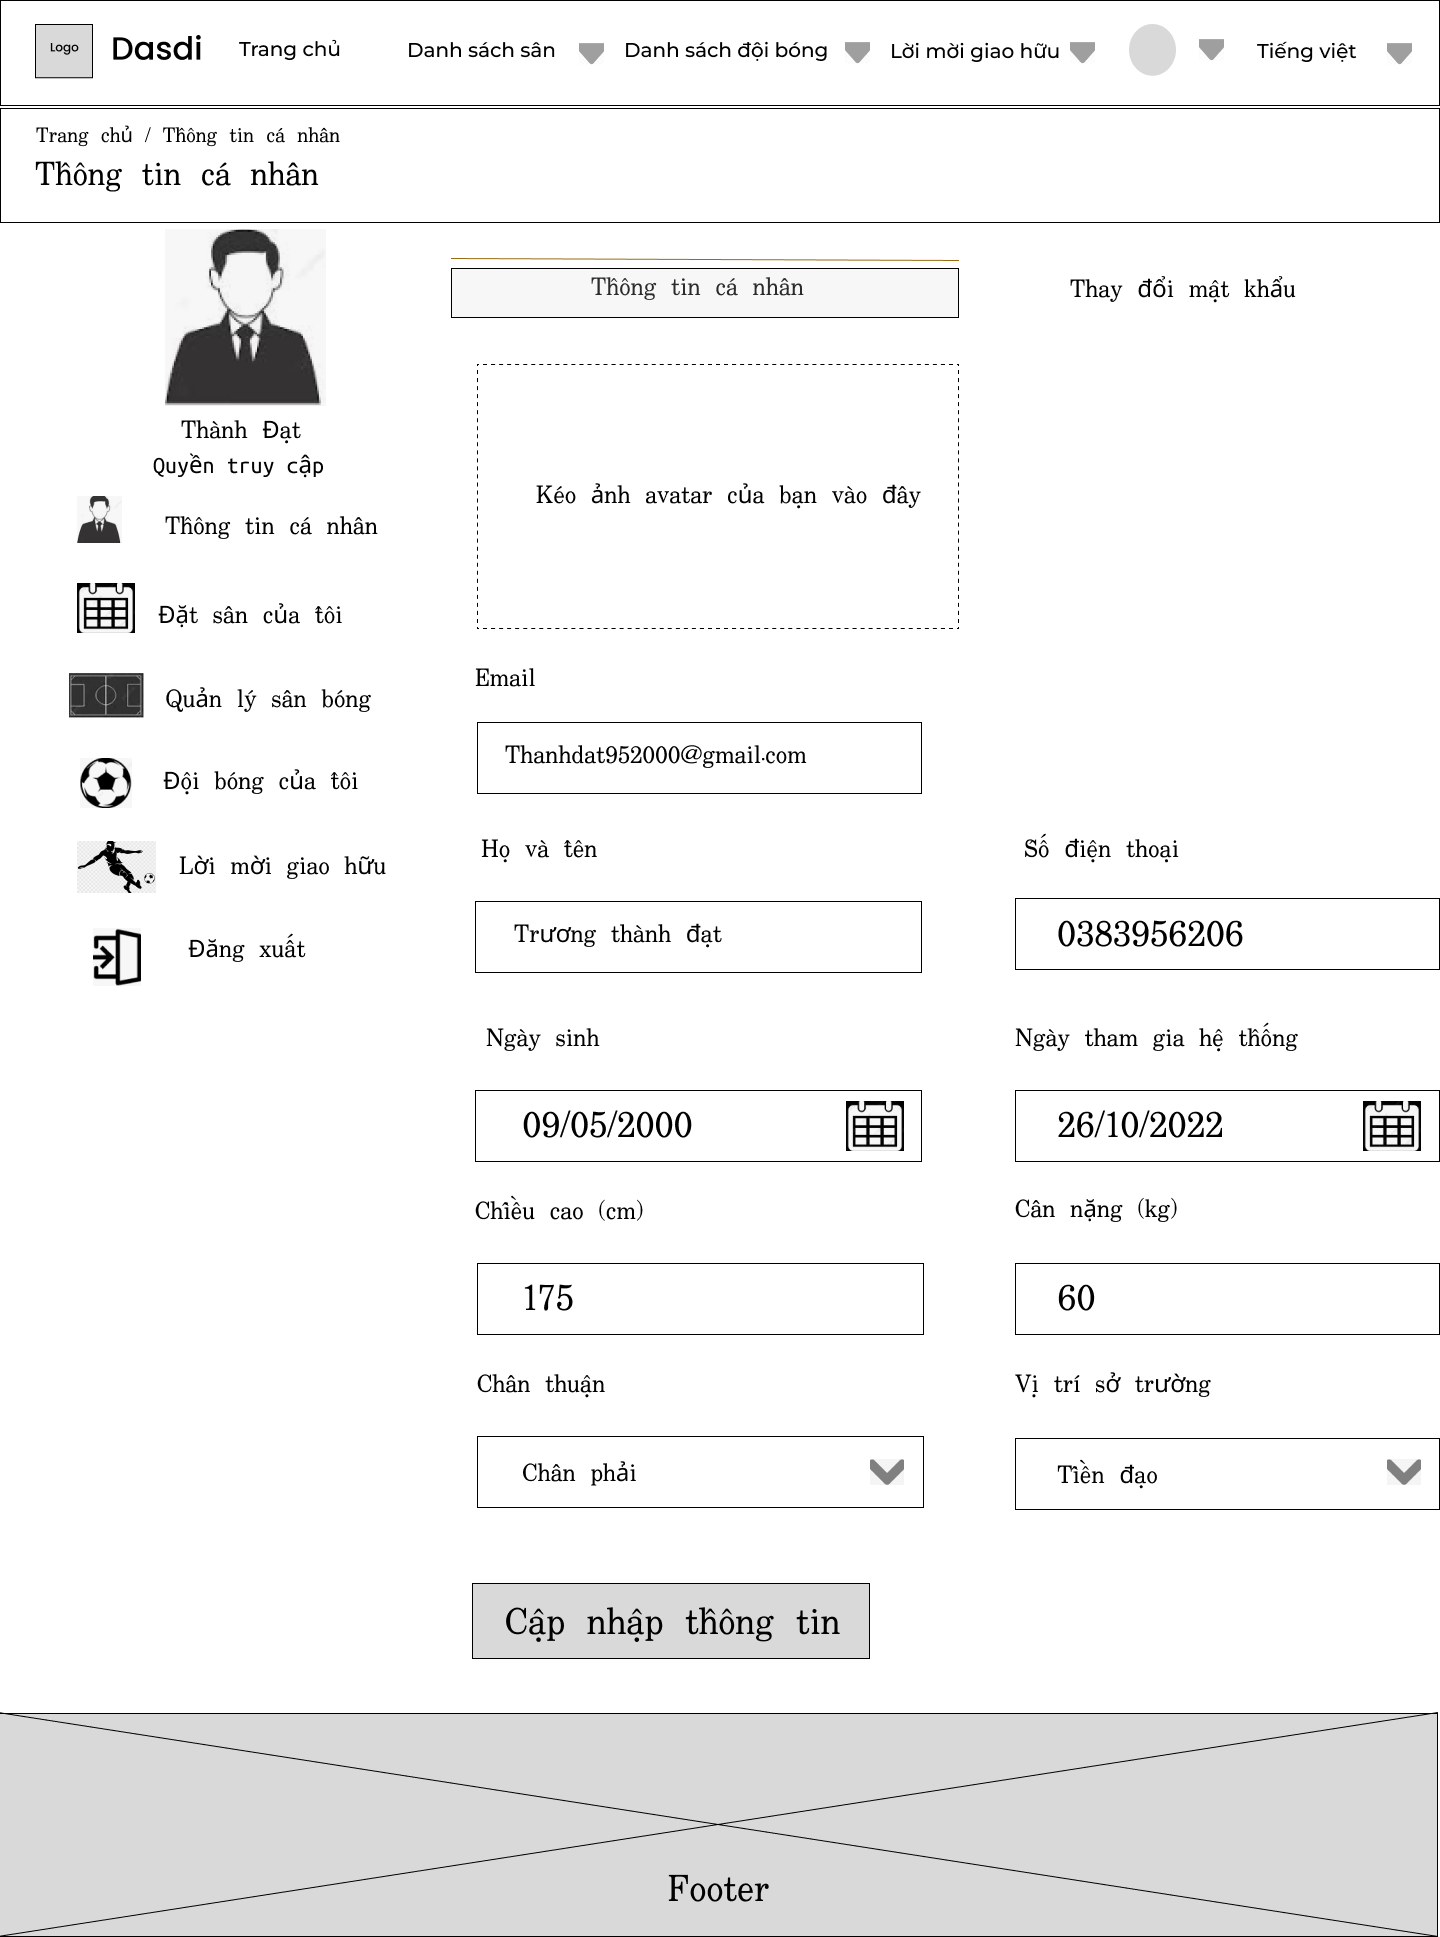 Logo
Dasdi
Trang chủ
Danh sách sân
Danh sách đội bóng
Lời mời giao hữu
Tiếng việt
Trang chủ / Thông tin cá nhân
Thông tin cá nhân
Thành Đạt
Quyền truy cập
Thông tin cá nhân
Đặt sân của tôi
Quản lý sân bóng
Đội bóng của tôi
Lời mời giao hữu
Đăng xuất
Thông tin cá nhân
Thay đổi mật khẩu
Kéo ảnh avatar của bạn vào đây
Email
Thanhdat952000@gmail.com
Họ và tên
Số điện thoại
Trương thành đạt
0383956206
Ngày sinh
Ngày tham gia hệ thống
09/05/2000
26/10/2022
Chiều cao (cm)
Cân nặng (kg)
175
60
Chân thuận
Vị trí sở trường
Chân phải
Tiền đạo
Cập nhập thông tin
Footer